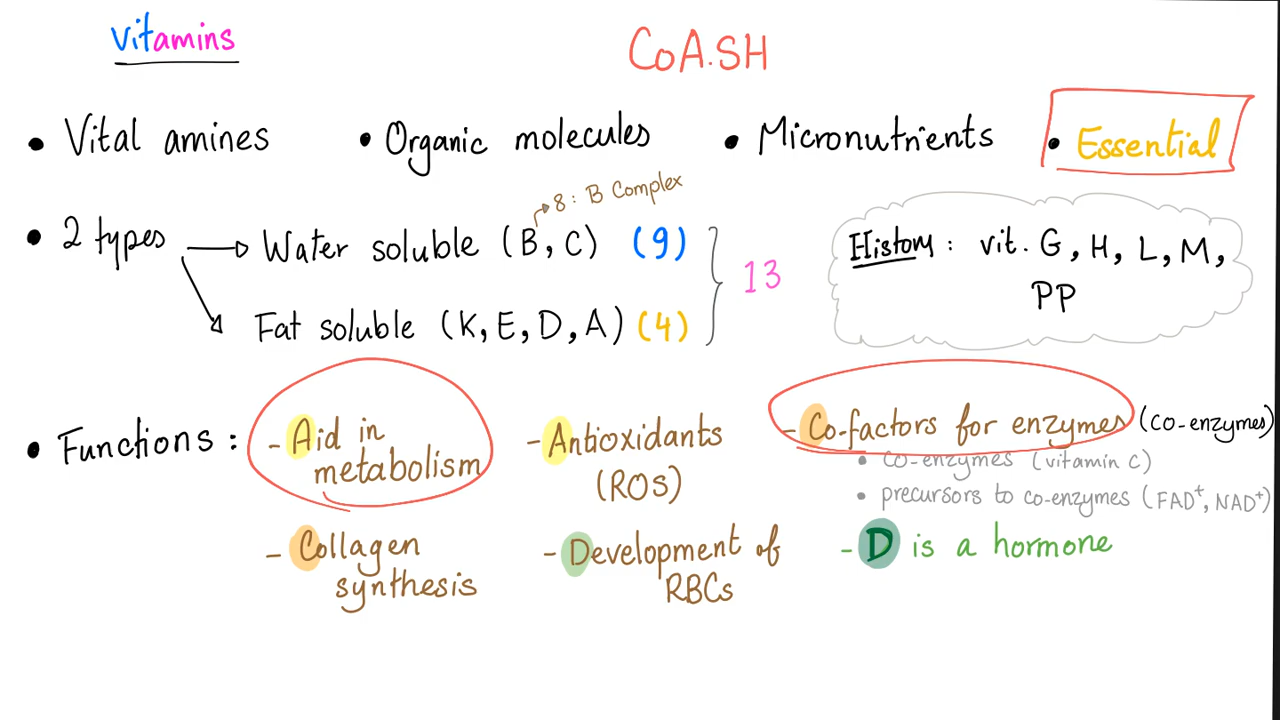 Vitamins
CoA.SH
• Vital amines
• Organic molecules
• Micronutrients
• Essential
8: B Complex
• 2 types
Water soluble (B, C) (9)
Fat soluble (K, E, D, A) (4)
13
History: vit. G, H, L, M,
PP
• Functions:
- Aid in
metabolism
- Antioxidants
(ROS)
- Co-factors for enzymes (co-enzymes)
• co-enzymes (vitamin C)
• precursors to co-enzymes (FAD+, NAD+)
- Collagen
synthesis
- Development of
RBCs
- D is a hormone